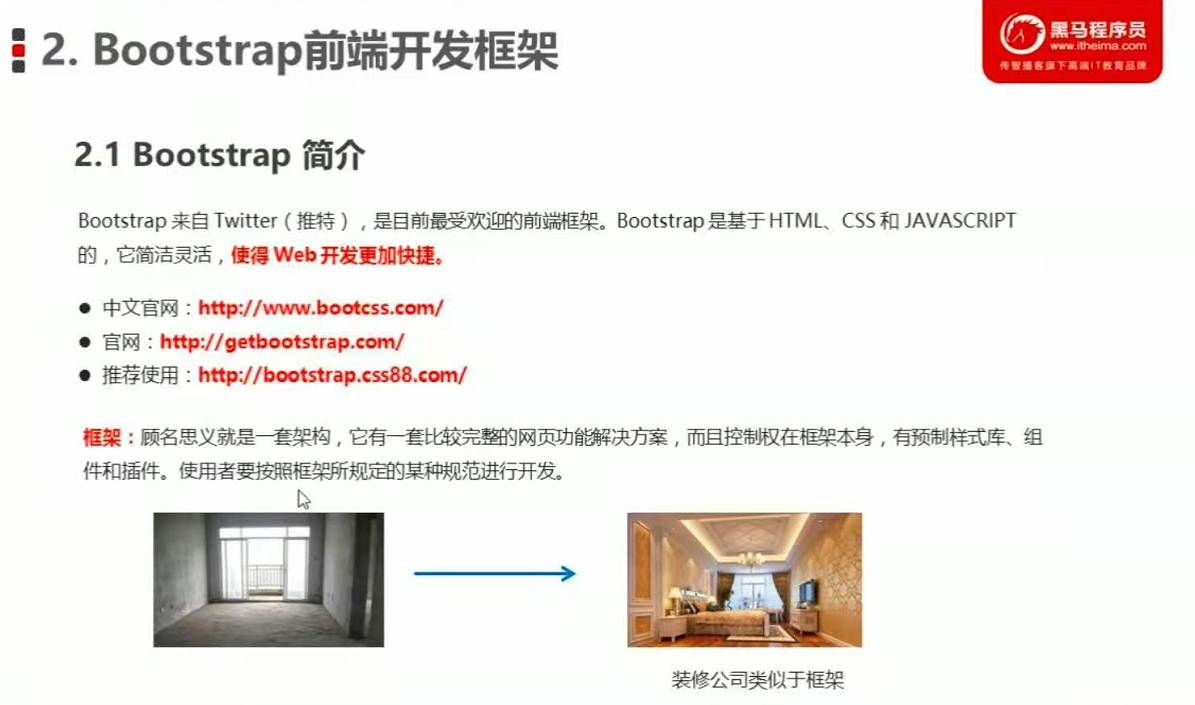 2. Bootstrap前端开发框架
黑马程序员
www.itheima.com
传智播客旗下高端IT教育品牌
2.1 Bootstrap 简介
Bootstrap 来自 Twitter（推特），是目前最受欢迎的前端框架。Bootstrap 是基于 HTML、CSS 和 JAVASCRIPT
的，它简洁灵活，使得 Web 开发更加快捷。
● 中文官网：http://www.bootcss.com/
● 官网：http://getbootstrap.com/
● 推荐使用：http://bootstrap.css88.com/
框架：顾名思义就是一套架构，它有一套比较完整的网页功能解决方案，而且控制权在框架本身，有预制样式库、组
件和插件。使用者要按照框架所规定的某种规范进行开发。
装修公司类似于框架